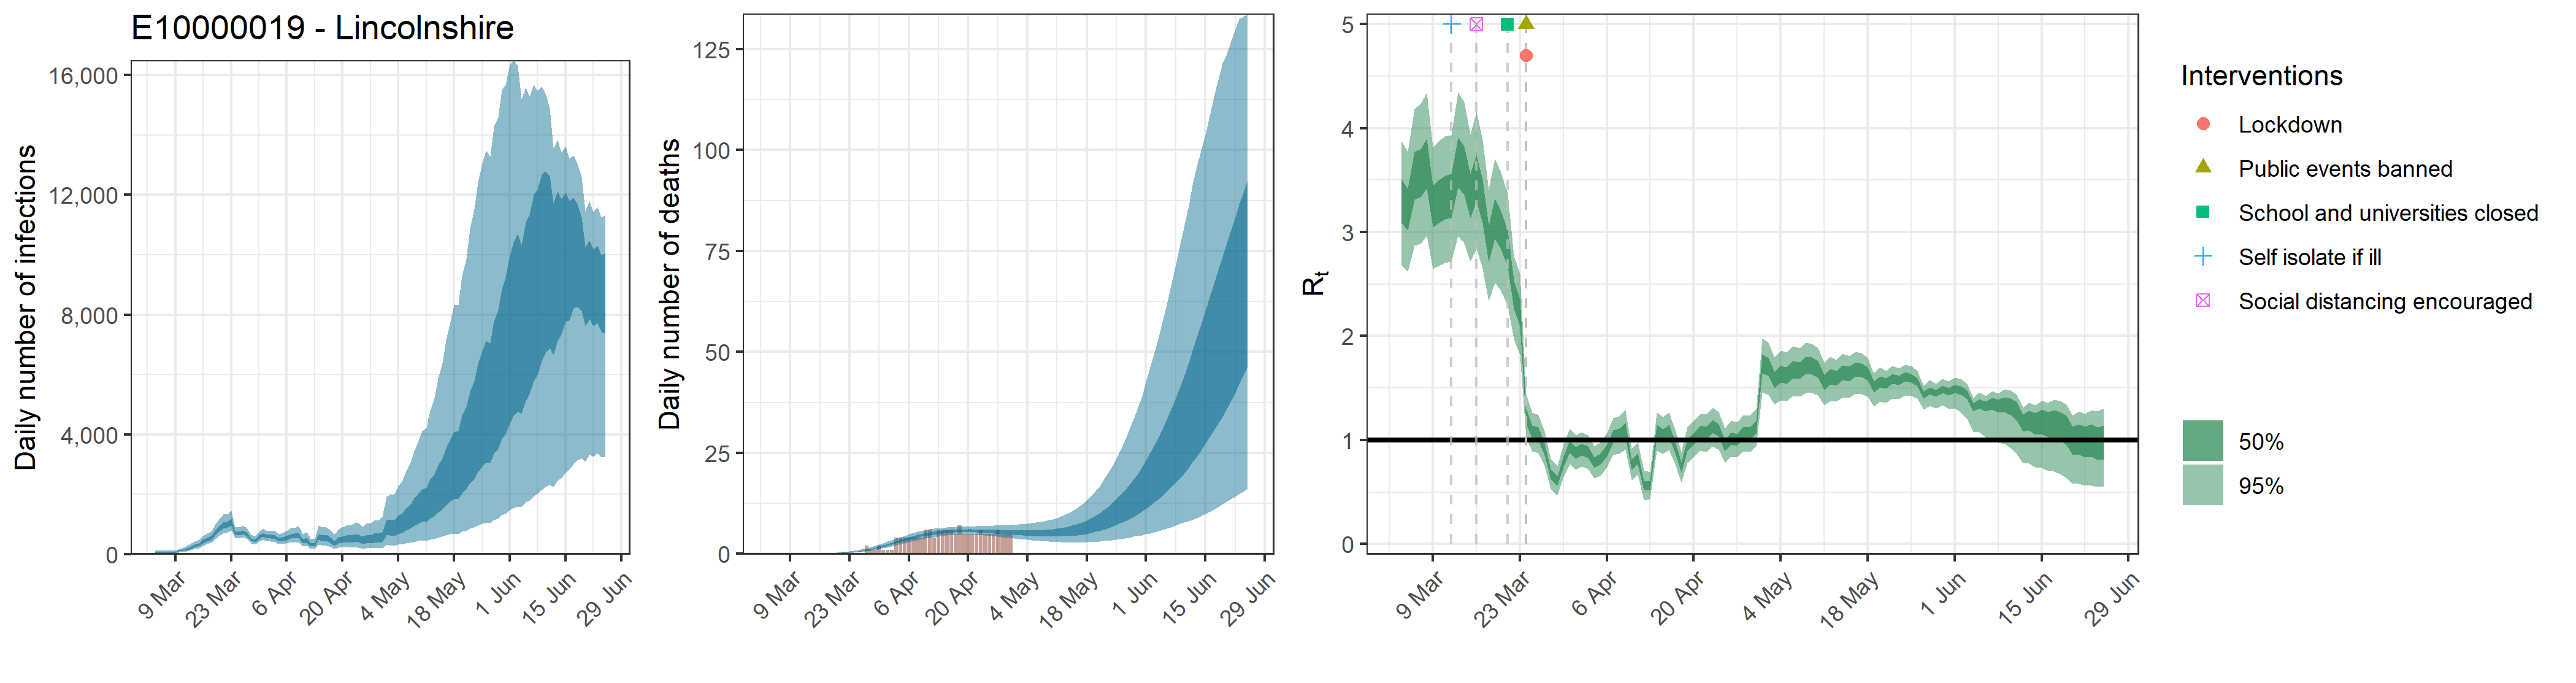 E10000019 - Lincolnshire
Daily number of infections
16,000
12,000
8,000
4,000
0
9 Mar
23 Mar
6 Apr
20 Apr
4 May
18 May
1 Jun
15 Jun
29 Jun
Daily number of deaths
125
100
75
50
25
0
9 Mar
23 Mar
6 Apr
20 Apr
4 May
18 May
1 Jun
15 Jun
29 Jun
Rt
5
4
3
2
1
0
9 Mar
23 Mar
6 Apr
20 Apr
4 May
18 May
1 Jun
15 Jun
29 Jun
Interventions
Lockdown
Public events banned
School and universities closed
Self isolate if ill
Social distancing encouraged
50%
95%